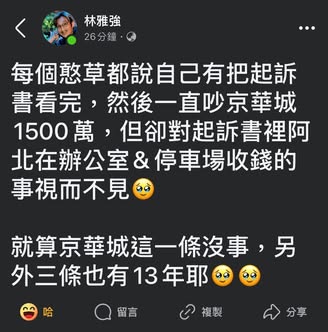 林雅強
26分鐘·
每個憨草都說自己有把起訴
書看完，然後一直吵京華城
1500萬，但卻對起訴書裡阿
北在辦公室&停車場收錢的
事視而不見🥹
就算京華城這一條沒事，另
外三條也有13年耶🥹🥹
哈
留言
複製
分享